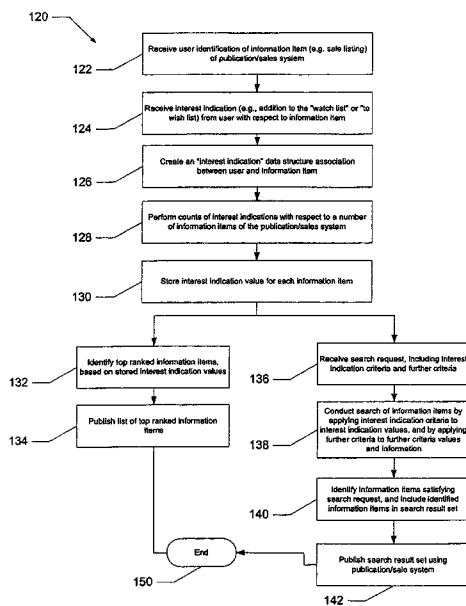 120
122
Receive user identification of information item (e.g. sale listing)
of publication/sales system
124
Receive interest indication (e.g., addition to the "watch list" or "to
wish list) from user with respect to information item
126
Create an "interest indication" data structure association
between user and information item
128
Perform counts of interest indications with respect to a number
of information items of the publication/sales system
130
Store interest indication value for each information item
132
Identify top ranked information items,
based on stored interest indication values
134
Publish list of top ranked information
items
136
Receive search request, including interest
indication criteria and further criteria
138
Conduct search of information items by
applying interest indication criteria to
interest indication values, and by applying
further criteria to further criteria values
and information
140
Identify information items satisfying
search request, and include identified
information items in search result set
End
150
Publish search result set using
publication/sale system
142